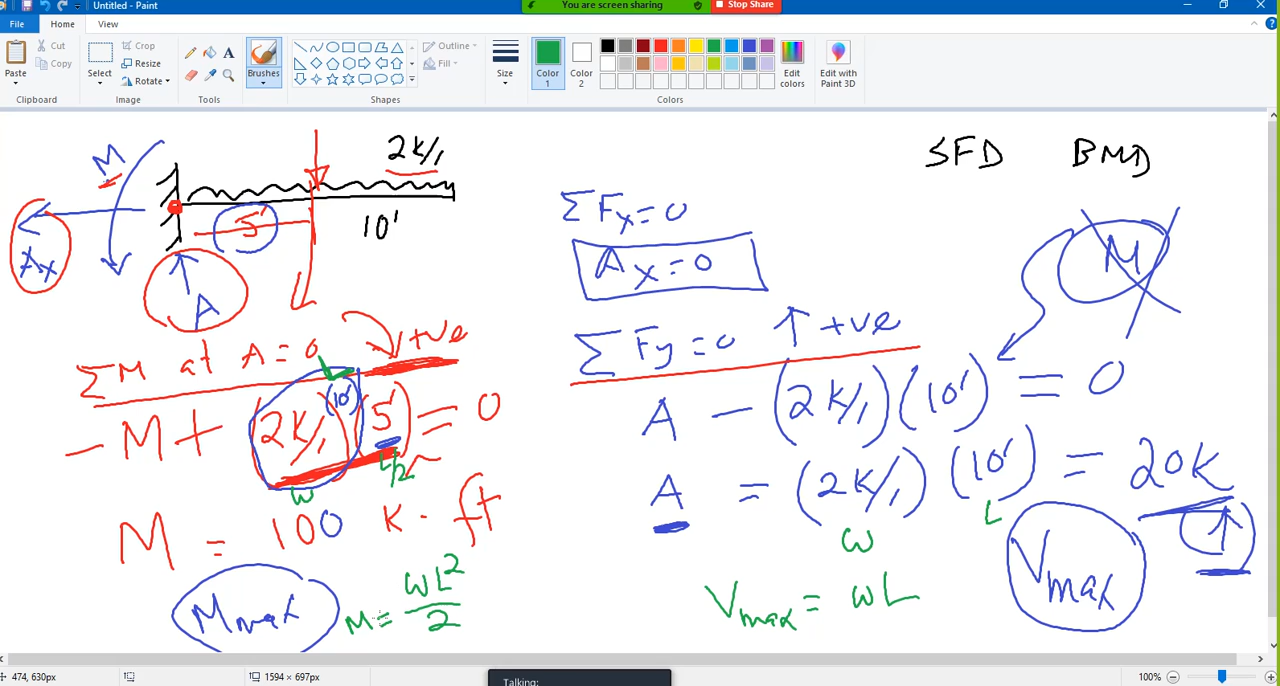 Untitled - Paint
You are screen sharing
Stop Share
File
Home
View
Paste
Cut
Copy
Clipboard
Select
Crop
Resize
Rotate
Image
Tools
Brushes
Shapes
Outline
Fill
Size
Color 1
Color 2
Edit colors
Edit with Paint 3D
Colors
SFD BMD
M
2k/,
5'
10'
Ax
A
ΣFx = 0
Ax = 0
M
ΣFy = 0 ↑ +ve
A - (2k/,) (10') = 0
A = (2k/,) (10') = 20k ↑
w L
Vmax = wL
Vmax
ΣM at A = 0 +ve
- M + (2k/,) (10') (5') = 0
w L/2
M = 100 k-ft
Mmax
M = wL²/2
474, 630px
1594 × 697px
Talking:
100%